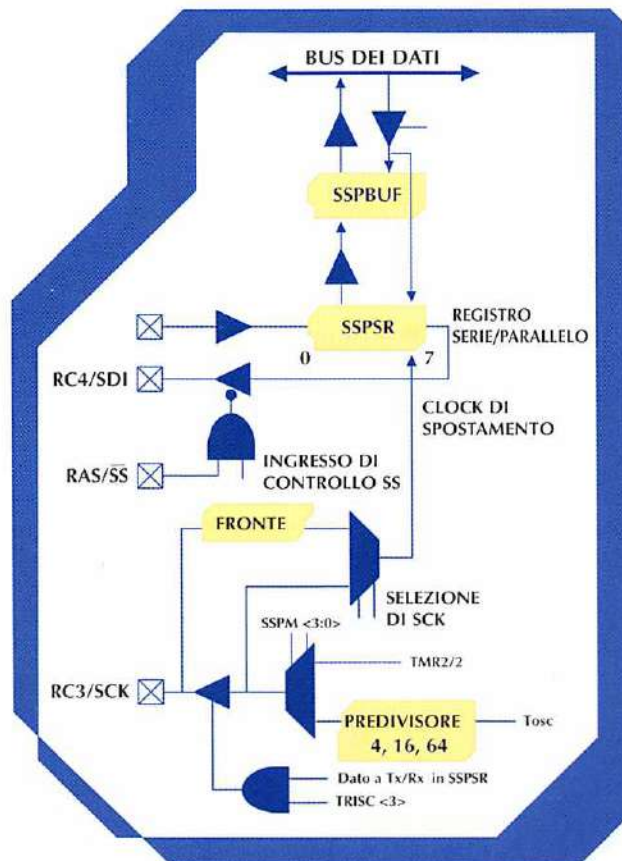 BUS DEI DATI
SSPBUF
SSPSR
REGISTRO
SERIE/PARALLELO
0
7
RC4/SDI
CLOCK DI
SPOSTAMENTO
RAS/SS
INGRESSO DI
CONTROLLO SS
FRONTE
SELEZIONE
DI SCK
SSPM <3:0>
TMR2/2
RC3/SCK
PREDIVISORE
4, 16, 64
Tosc
Dato a Tx/Rx in SSPSR
TRISC <3>